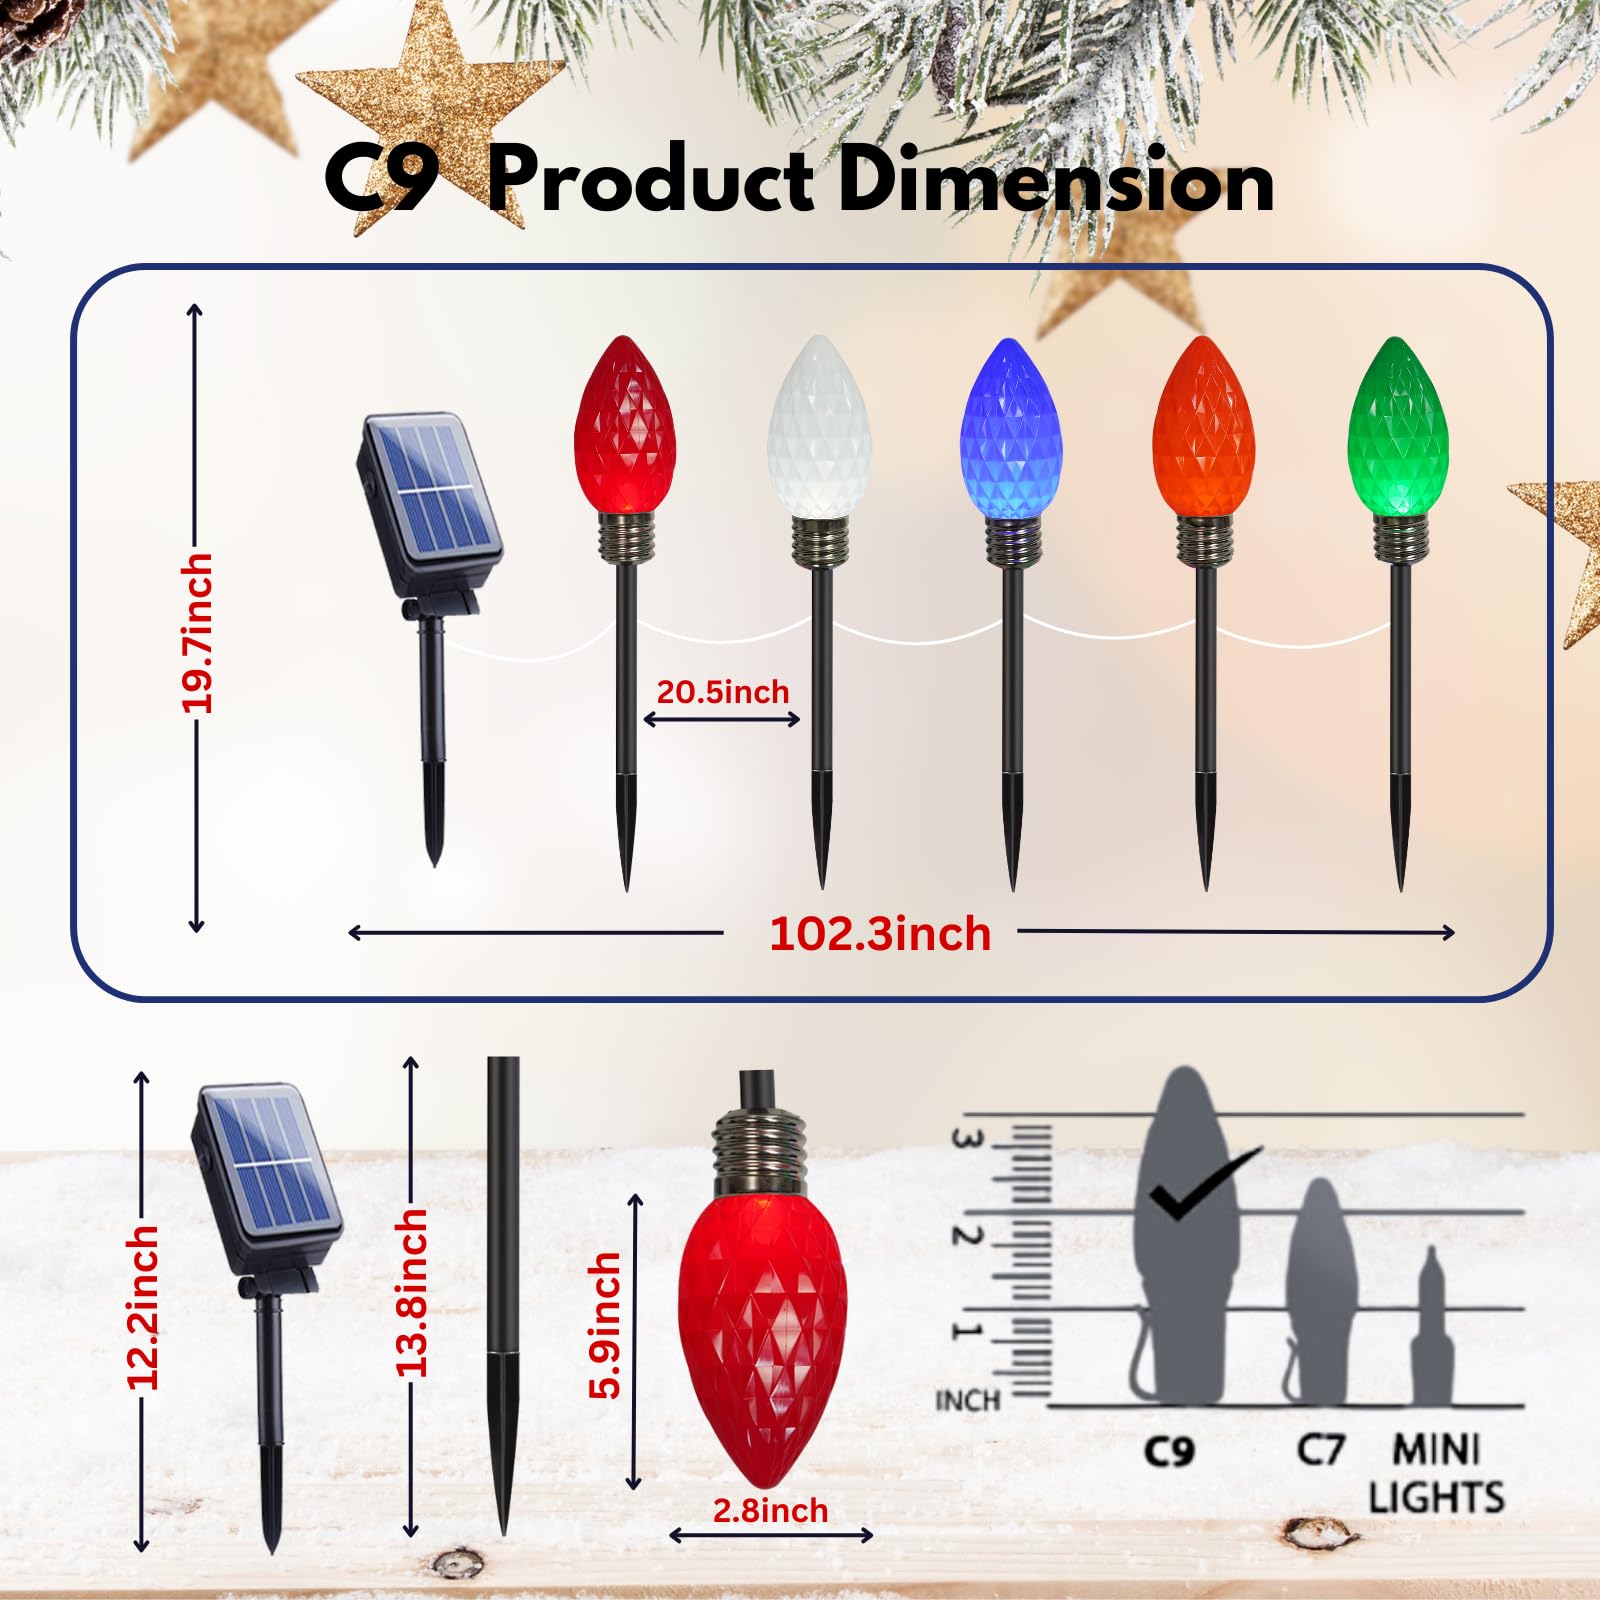 C9 Product Dimension
19.7inch
20.5inch
102.3inch
12.2inch
13.8inch
5.9inch
2.8inch
3
2
1
INCH
C9
C7
MINI
LIGHTS